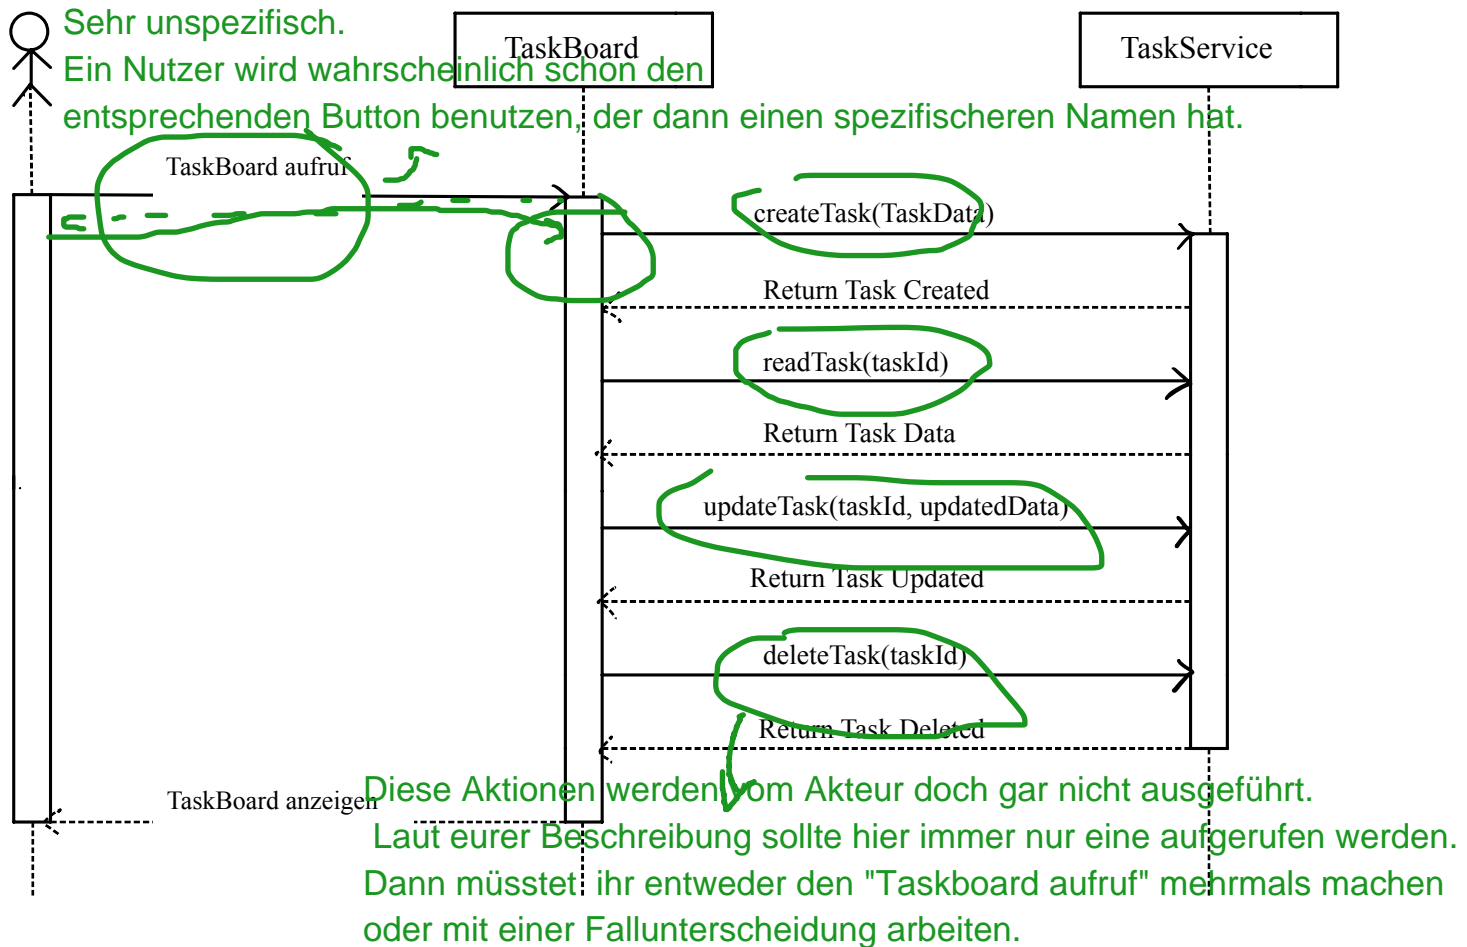 Sehr unspezifisch.
TaskBoard
TaskService
Ein Nutzer wird wahrscheinlich schon den
entsprechenden Button benutzen, der dann einen spezifischeren Namen hat.
TaskBoard aufruf
createTask(TaskData)
Return Task Created
readTask(taskId)
Return Task Data
updateTask(taskId, updatedData)
Return Task Updated
deleteTask(taskId)
Return Task Deleted
TaskBoard anzeigen
Diese Aktionen werden vom Akteur doch gar nicht ausgeführt.
Laut eurer Beschreibung sollte hier immer nur eine aufgerufen werden.
Dann müsstet ihr entweder den "Taskboard aufruf" mehrmals machen
oder mit einer Fallunterscheidung arbeiten.